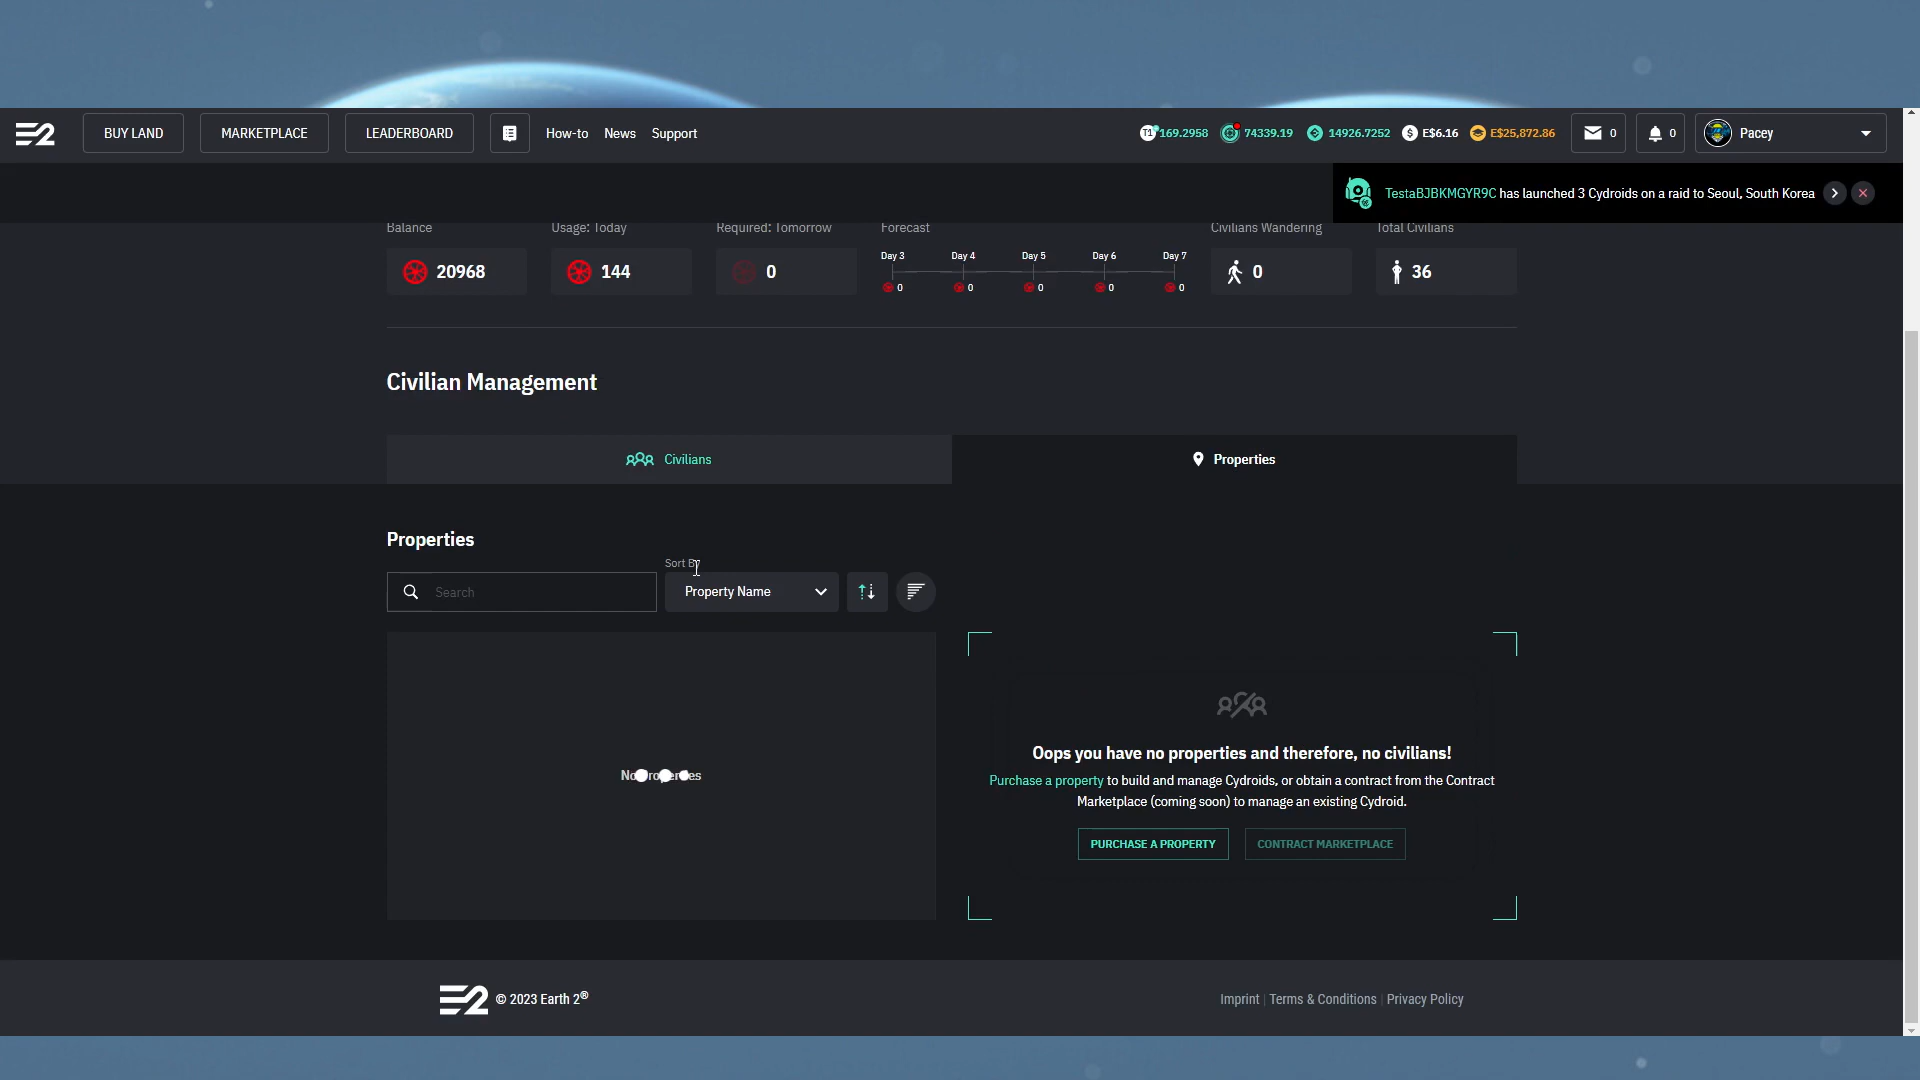 E2 BUY LAND MARKETPLACE LEADERBOARD How-to News Support T1 169.2958 74339.19 14926.7252 E$6.16 E$25,872.86 0 0 Pacey
TestaBJBKMGYR9C has launched 3 Cydroids on a raid to Seoul, South Korea
Balance Usage: Today Required: Tomorrow Forecast Civilians Wandering Total Civilians
Day 3 Day 4 Day 5 Day 6 Day 7
20968 144 0 0 36
0 0 0 0 0
Civilian Management
Civilians Properties
Properties
Sort By
Search Property Name
No Properties
Oops you have no properties and therefore, no civilians!
Purchase a property to build and manage Cydroids, or obtain a contract from the Contract
Marketplace (coming soon) to manage an existing Cydroid.
PURCHASE A PROPERTY CONTRACT MARKETPLACE
E2 © 2023 Earth 2® Imprint | Terms & Conditions | Privacy Policy